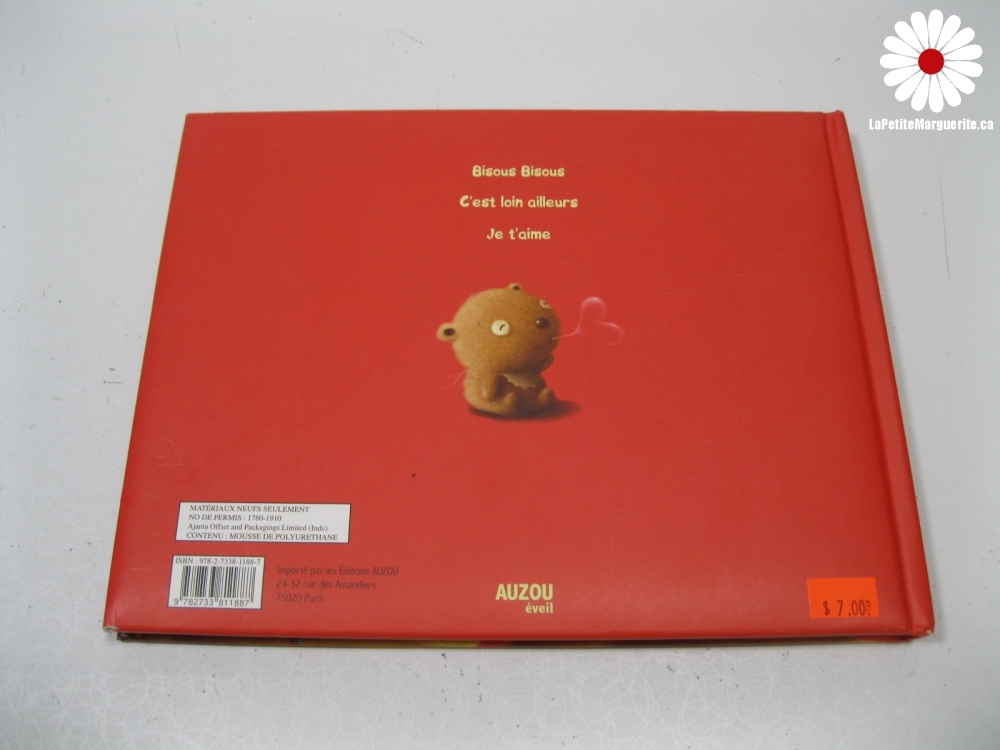 LaPetiteMarguerite.ca
Bisous Bisous
C'est loin ailleurs
Je t'aime
MATÉRIAUX NEUFS SEULEMENT
NO DE PERMIS : 1780-1910
Ajanta Offset and Packagings Limited (Inde)
CONTENU : MOUSSE DE POLYURETHANE
ISBN : 978-2-7338-1188-7
9 782733 811887
Importé par les Éditions AUZOU
24-32 rue des Amandiers
75020 Paris
AUZOU
éveil
$ 7.00